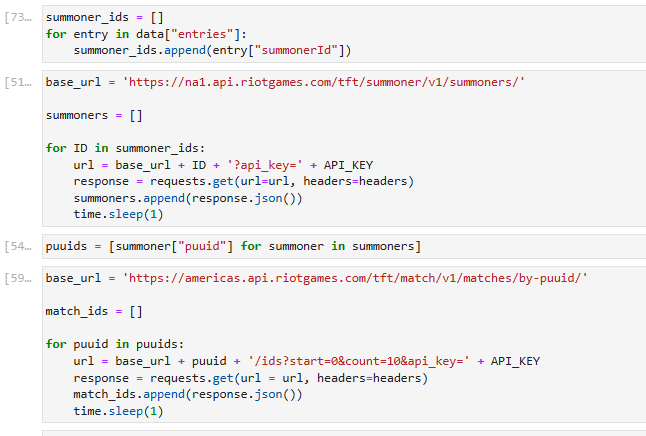 [73...
summoner_ids = []
for entry in data["entries"]:
    summoner_ids.append(entry["summonerId"])
[51...
base_url = 'https://na1.api.riotgames.com/tft/summoner/v1/summoners/'
summoners = []
for ID in summoner_ids:
    url = base_url + ID + '?api_key=' + API_KEY
    response = requests.get(url=url, headers=headers)
    summoners.append(response.json())
    time.sleep(1)
[54...
puuids = [summoner["puuid"] for summoner in summoners]
[59...
base_url = 'https://americas.api.riotgames.com/tft/match/v1/matches/by-puuid/'
match_ids = []
for puuid in puuids:
    url = base_url + puuid + '/ids?start=0&count=10&api_key=' + API_KEY
    response = requests.get(url = url, headers=headers)
    match_ids.append(response.json())
    time.sleep(1)